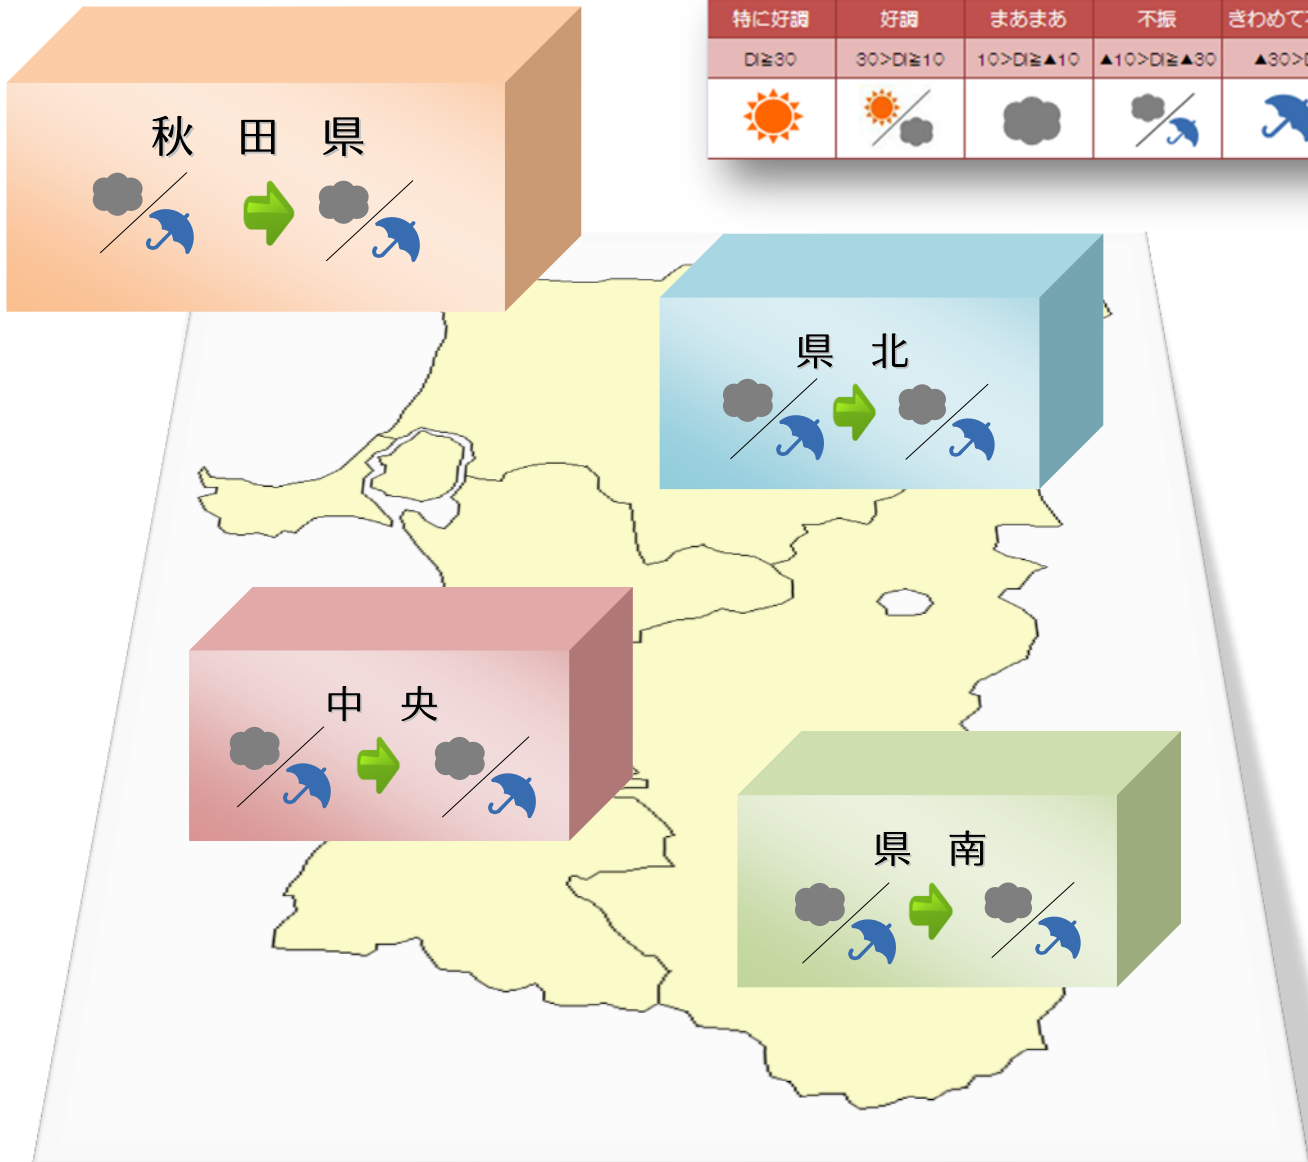 特に好調 好調 まあまあ 不振 きわめて
DI≧30 30>DI≧10 10>DI≧▲10 ▲10>DI≧▲30 ▲30>D
秋 田 県
県 北
中 央
県 南